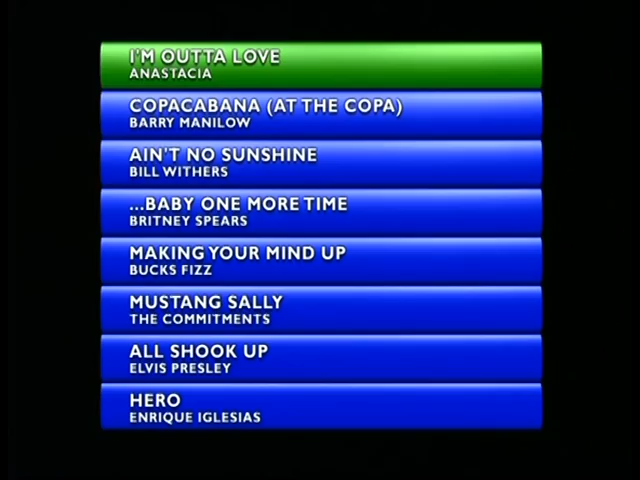 I'M OUTTA LOVE
ANASTACIA
COPACABANA (AT THE COPA)
BARRY MANILOW
AIN'T NO SUNSHINE
BILL WITHERS
...BABY ONE MORE TIME
BRITNEY SPEARS
MAKING YOUR MIND UP
BUCKS FIZZ
MUSTANG SALLY
THE COMMITMENTS
ALL SHOOK UP
ELVIS PRESLEY
HERO
ENRIQUE IGLESIAS